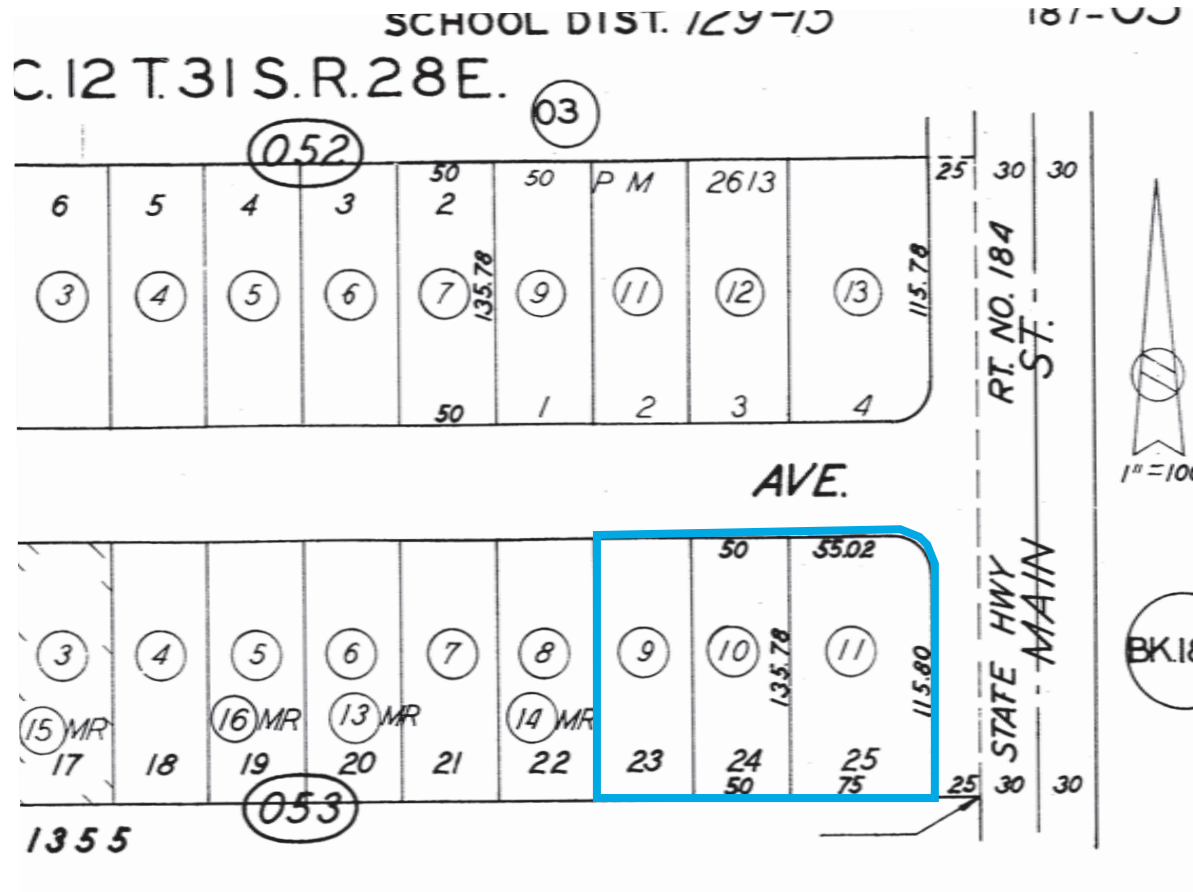 SCHOOL DIST. 129-15 187-05
C. 12 T. 31 S. R. 28 E.
03
052
50 50 P M 2613 25 30 30
6 5 4 3 2
3 4 5 6 7 135.78 9 11 12 13 115.78
RT. NO. 184
ST.
50 1 2 3 4
AVE.
1" = 100
50 55.02
3 4 5 6 7 8 9 10 135.78 11 115.80
STATE HWY
MAIN
BK.18
15 MR 16 MR 13 MR 14 MR
17 18 19 20 21 22 23 24 25
50 75 25 30 30
053
1355